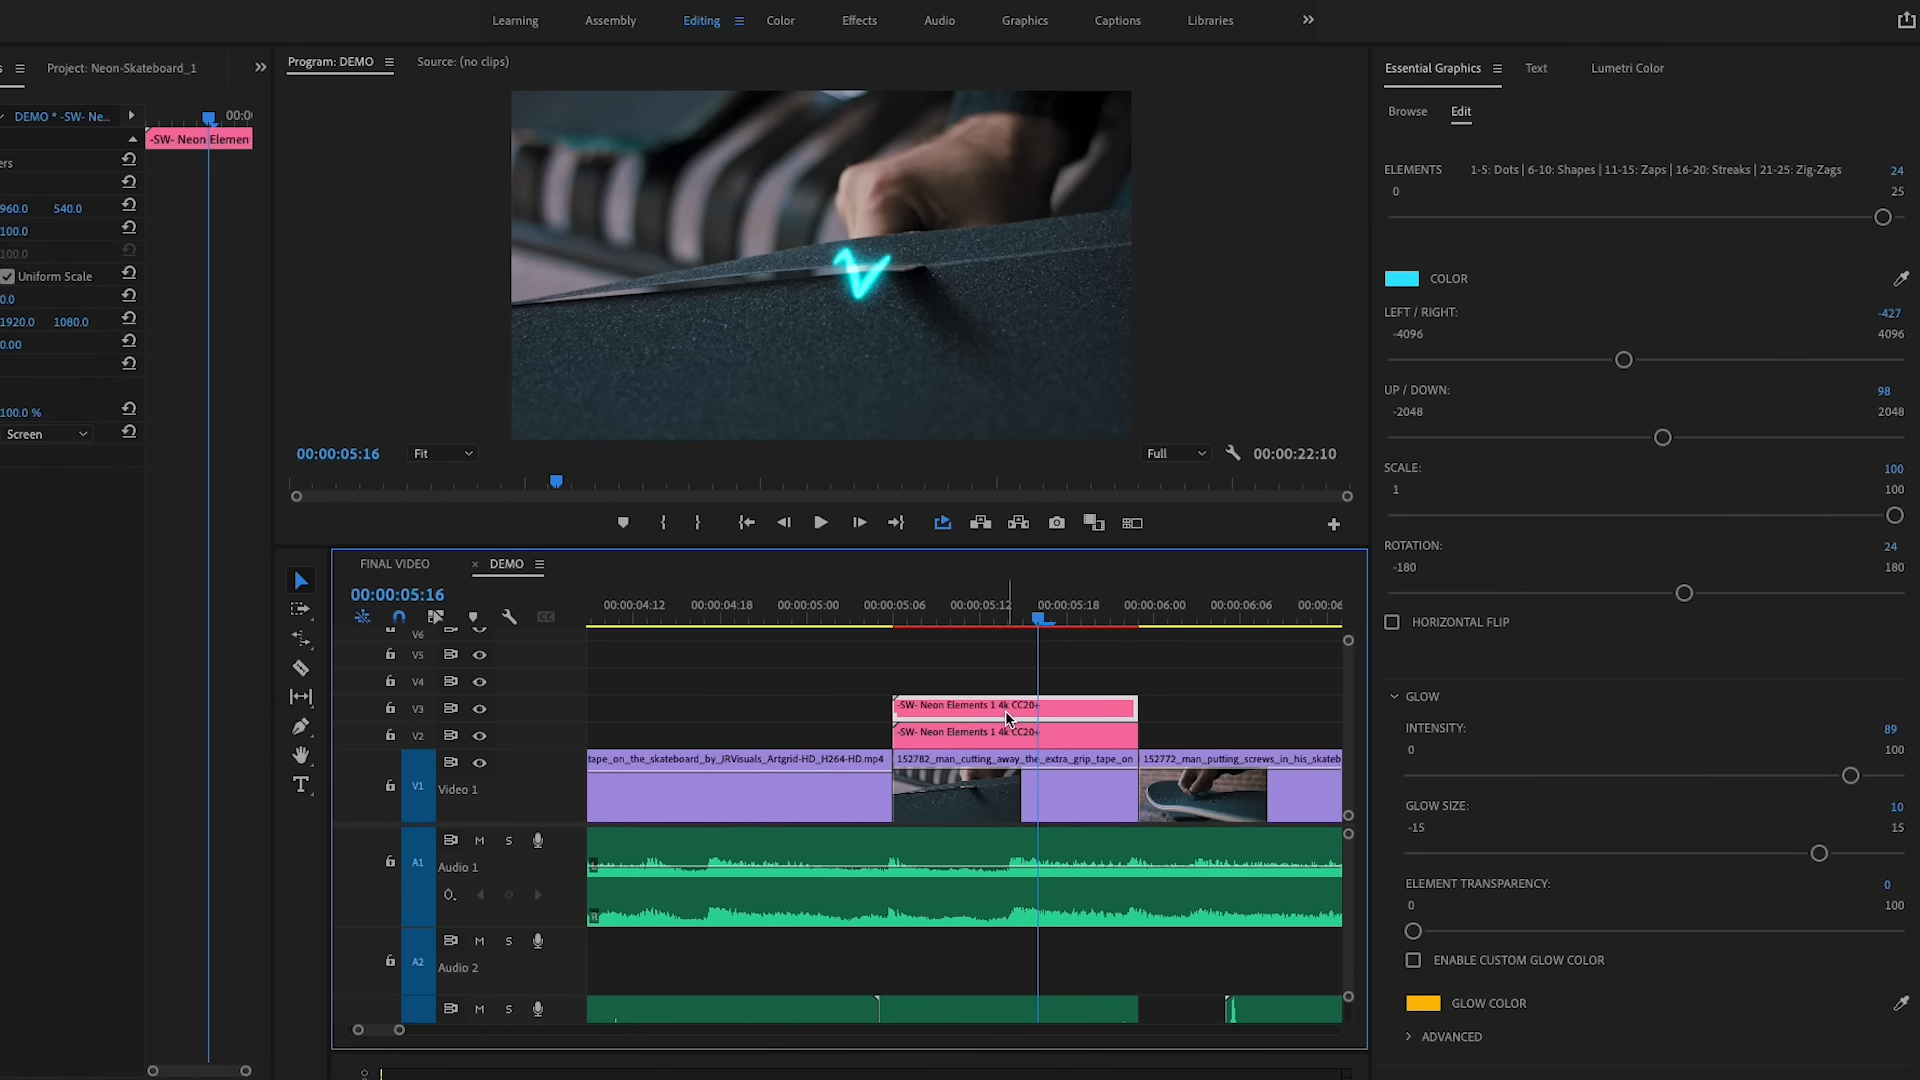 Learning Assembly Editing Color Effects Audio Graphics Captions Libraries
s Project: Neon-Skateboard_1
Program: DEMO Source: (no clips)
Essential Graphics Text Lumetri Color
Browse Edit
DEMO * -SW- Ne... 00:0
-SW- Neon Elemen
ers
960.0 540.0
100.0
100.0
Uniform Scale
0.0
1920.0 1080.0
0.00
100.0 %
Screen
00:00:05:16 Fit Full 00:00:22:10
FINAL VIDEO × DEMO
00:00:05:16
00:00:04:12 00:00:04:18 00:00:05:00 00:00:05:06 00:00:05:12 00:00:05:18 00:00:06:00 00:00:06:06 00:00:06
V6
V5
V4
V3
-SW- Neon Elements 1 4k CC20+
V2
-SW- Neon Elements 1 4k CC20+
tape_on_the_skateboard_by_JRVisuals_Artgrid-HD_H264-HD.mp4 152782_man_cutting_away_the_extra_grip_tape_on 152772_man_putting_screws_in_his_skateb
V1 Video 1
M S
A1 Audio 1
L
R
M S
A2 Audio 2
M S
ELEMENTS 1-5: Dots | 6-10: Shapes | 11-15: Zaps | 16-20: Streaks | 21-25: Zig-Zags 24
0 25
COLOR
LEFT / RIGHT: -427
-4096 4096
UP / DOWN: 98
-2048 2048
SCALE: 100
1 100
ROTATION: 24
-180 180
HORIZONTAL FLIP
GLOW
INTENSITY: 89
0 100
GLOW SIZE: 10
-15 15
ELEMENT TRANSPARENCY: 0
0 100
ENABLE CUSTOM GLOW COLOR
GLOW COLOR
ADVANCED